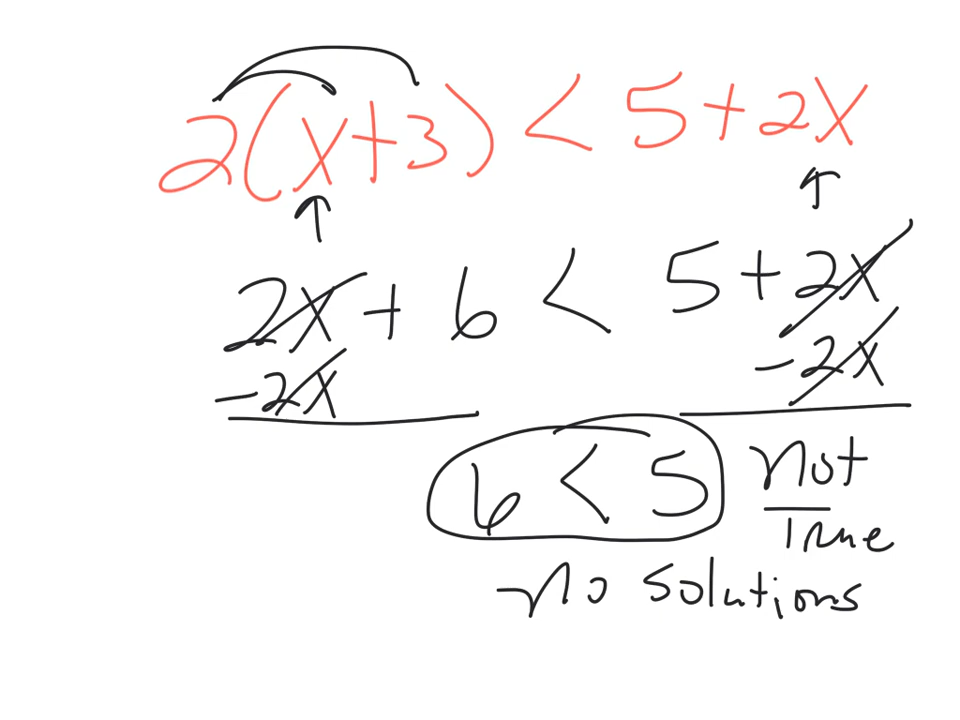 2(x+3) < 5+2x
2x + 6 < 5+2x
-2x -2x
6 < 5 not
True
no solutions